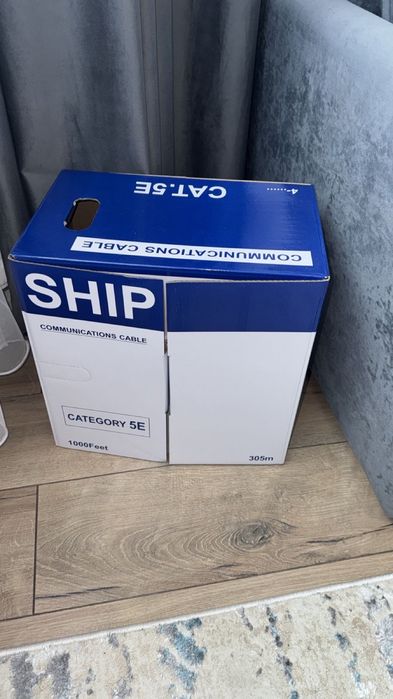 CAT.5E
COMMUNICATIONS CABLE
SHIP
COMMUNICATIONS CABLE
CATEGORY 5E
1000Feet
305m